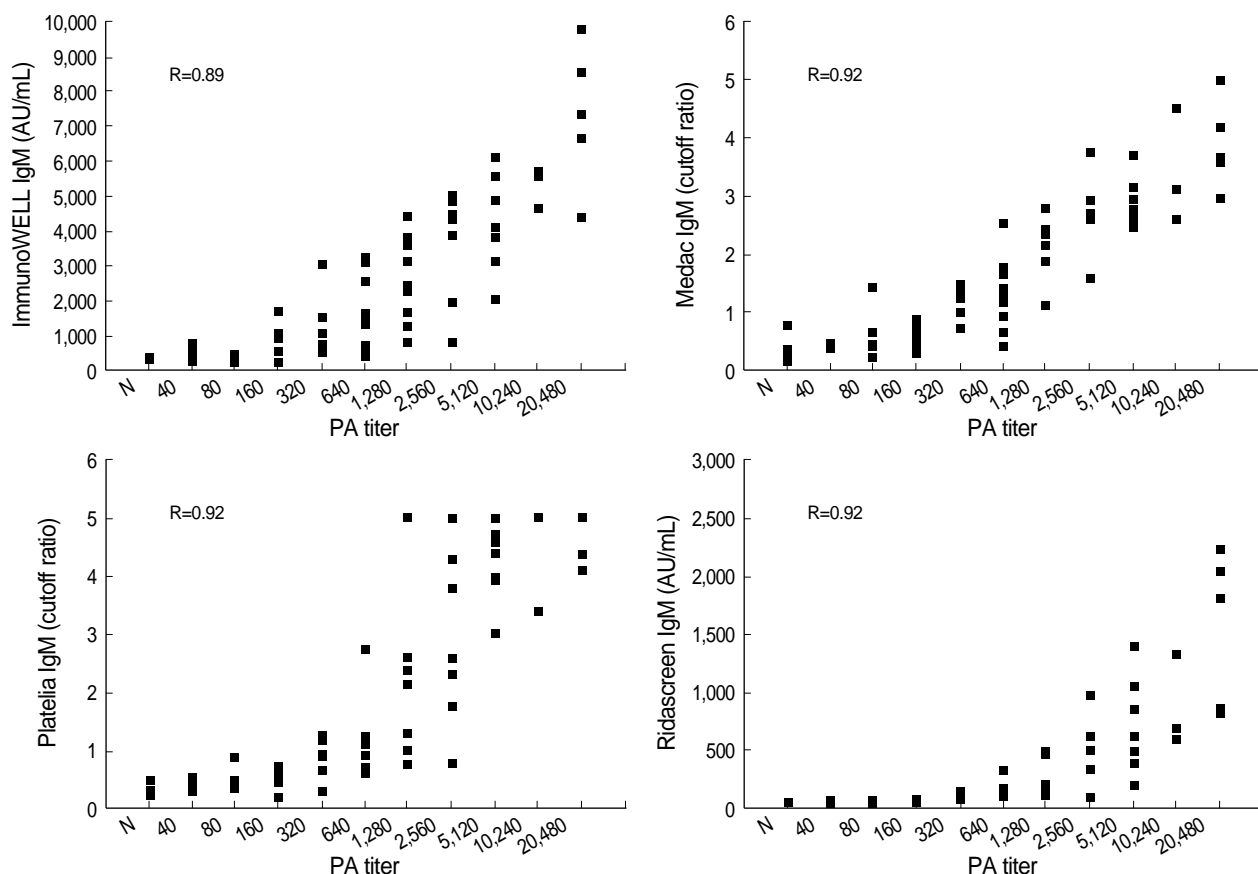 ImmunoWELL IgM (AU/mL)
10,000
9,000
8,000
7,000
6,000
5,000
4,000
3,000
2,000
1,000
0
R=0.89
N 40 80 160 320 640 1,280 2,560 5,120 10,240 20,480
PA titer
Medac IgM (cutoff ratio)
6
5
4
3
2
1
0
R=0.92
N 40 80 160 320 640 1,280 2,560 5,120 10,240 20,480
PA titer
Platelia IgM (cutoff ratio)
6
5
4
3
2
1
0
R=0.92
N 40 80 160 320 640 1,280 2,560 5,120 10,240 20,480
PA titer
Ridascreen IgM (AU/mL)
3,000
2,500
2,000
1,500
1,000
500
0
R=0.92
N 40 80 160 320 640 1,280 2,560 5,120 10,240 20,480
PA titer